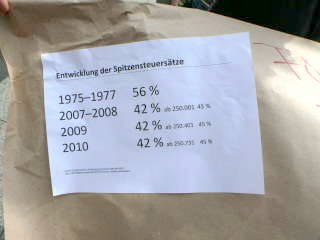 Entwicklung der Spitzensteuersätze
1975–1977 56 %
2007–2008 42 % ab 250.001 45 %
2009 42 % ab 250.401 45 %
2010 42 % ab 250.731 45 %